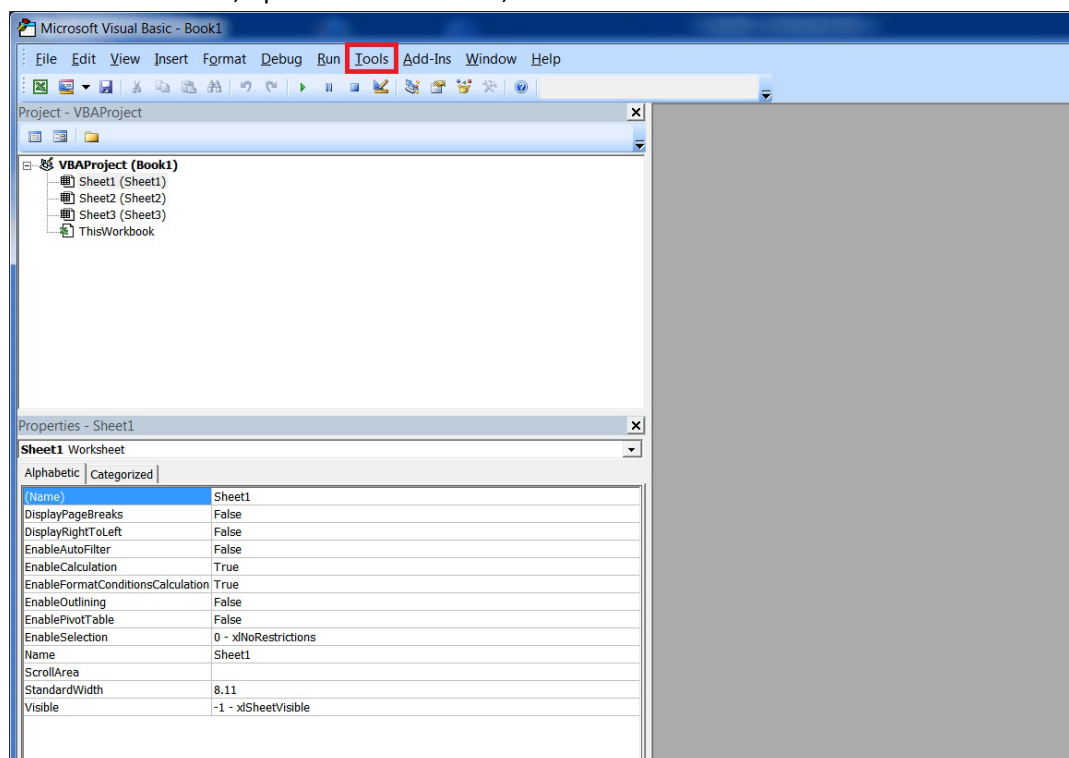 Microsoft Visual Basic - Book1
File Edit View Insert Format Debug Run Tools Add-Ins Window Help
Project - VBAProject
VBAProject (Book1)
Sheet1 (Sheet1)
Sheet2 (Sheet2)
Sheet3 (Sheet3)
ThisWorkbook
Properties - Sheet1
Sheet1 Worksheet
Alphabetic Categorized
(Name) Sheet1
DisplayPageBreaks False
DisplayRightToLeft False
EnableAutoFilter False
EnableCalculation True
EnableFormatConditionsCalculation True
EnableOutlining False
EnablePivotTable False
EnableSelection 0 - xlNoRestrictions
Name Sheet1
ScrollArea
StandardWidth 8.11
Visible -1 - xlSheetVisible